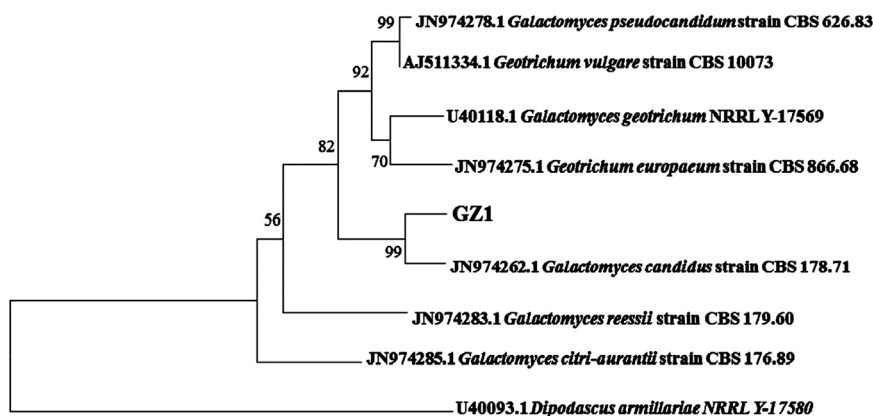 99
JN974278.1 Galactomyces pseudocandidum strain CBS 626.83
AJ511334.1 Geotrichum vulgare strain CBS 10073
92
U40118.1 Galactomyces geotrichum NRRL Y-17569
82
70
JN974275.1 Geotrichum europaeum strain CBS 866.68
56
GZ1
99
JN974262.1 Galactomyces candidus strain CBS 178.71
JN974283.1 Galactomyces reessii strain CBS 179.60
JN974285.1 Galactomyces citri-aurantii strain CBS 176.89
U40093.1 Dipodascus armillariae NRRL Y-17580